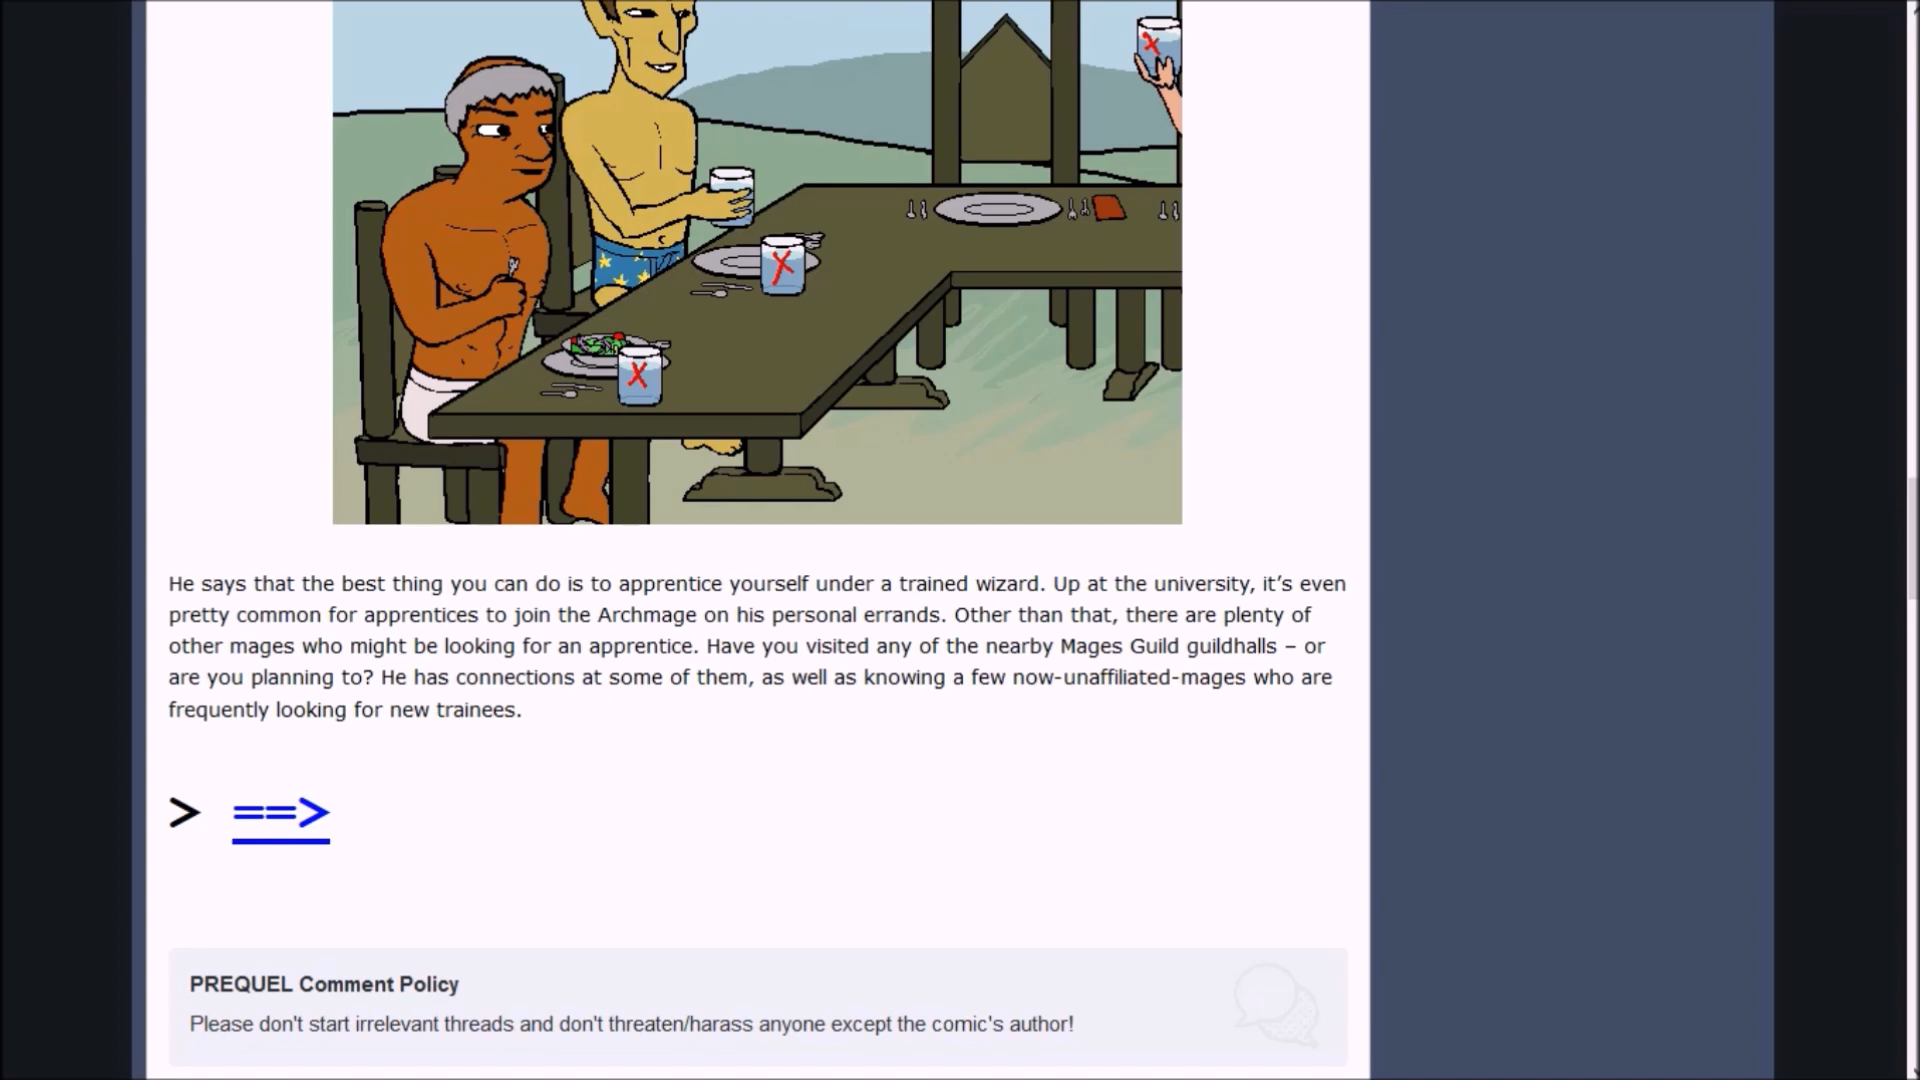 X
X
X
He says that the best thing you can do is to apprentice yourself under a trained wizard. Up at the university, it’s even
pretty common for apprentices to join the Archmage on his personal errands. Other than that, there are plenty of
other mages who might be looking for an apprentice. Have you visited any of the nearby Mages Guild guildhalls – or
are you planning to? He has connections at some of them, as well as knowing a few now-unaffiliated-mages who are
frequently looking for new trainees.
> ==>
PREQUEL Comment Policy
Please don't start irrelevant threads and don't threaten/harass anyone except the comic's author!